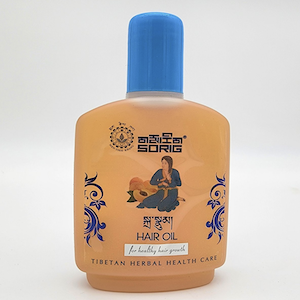 SORIG
སྐྲ་སྣུམ།
HAIR OIL
for healthy hair growth
TIBETAN HERBAL HEALTH CARE